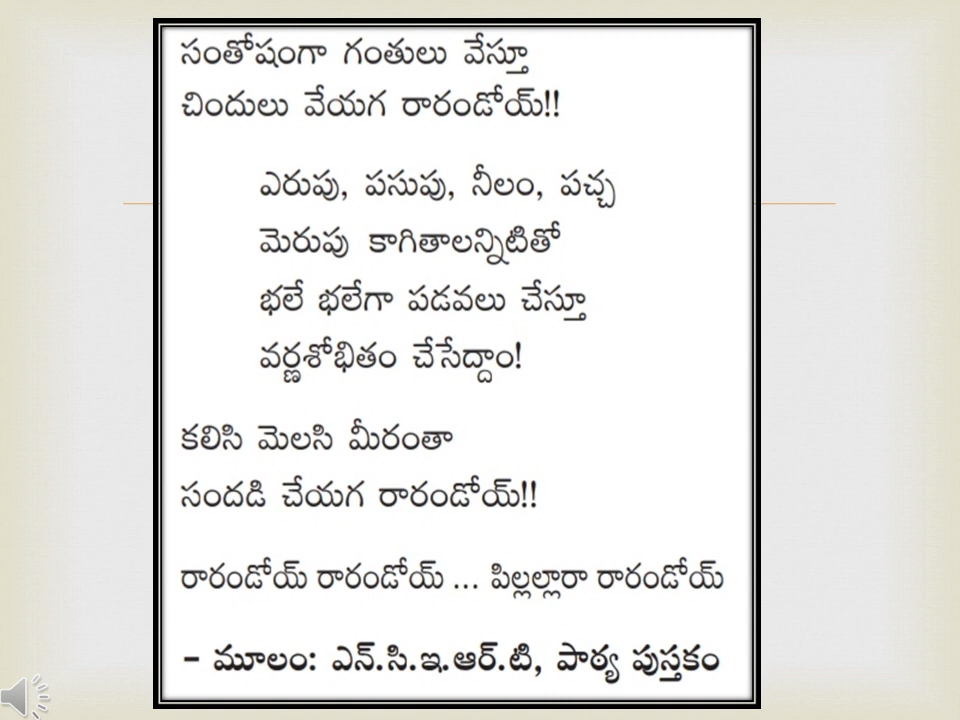 సంతోషంగా గంతులు వేస్తూ
చిందులు వేయగ రారండోయ్!!
ఎరుపు, పసుపు, నీలం, పచ్చ
మెరుపు కాగితాలన్నిటితో
భలే భలేగా పడవలు చేస్తూ
వర్ణశోభితం చేసేద్దాం!
కలిసి మెలసి మీరంతా
సందడి చేయగ రారండోయ్!!
రారండోయ్ రారండోయ్ ... పిల్లల్లారా రారండోయ్
- మూలం: ఎన్.సి.ఇ.ఆర్.టి, పాఠ్య పుస్తకం